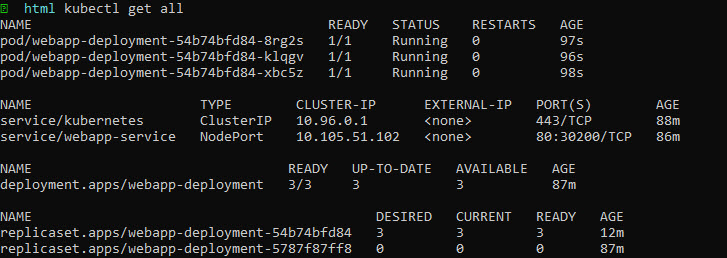 html kubectl get all
NAME READY STATUS RESTARTS AGE
pod/webapp-deployment-54b74bfd84-8rg2s 1/1 Running 0 97s
pod/webapp-deployment-54b74bfd84-klqgv 1/1 Running 0 96s
pod/webapp-deployment-54b74bfd84-xbc5z 1/1 Running 0 98s
NAME TYPE CLUSTER-IP EXTERNAL-IP PORT(S) AGE
service/kubernetes ClusterIP 10.96.0.1 <none> 443/TCP 88m
service/webapp-service NodePort 10.105.51.102 <none> 80:30200/TCP 86m
NAME READY UP-TO-DATE AVAILABLE AGE
deployment.apps/webapp-deployment 3/3 3 3 87m
NAME DESIRED CURRENT READY AGE
replicaset.apps/webapp-deployment-54b74bfd84 3 3 3 12m
replicaset.apps/webapp-deployment-5787f87ff8 0 0 0 87m